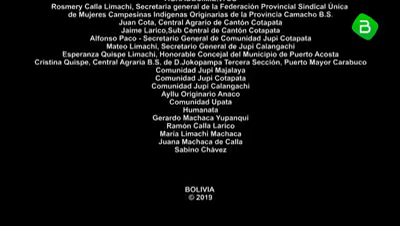 Rosmery Calla Limachi, Secretaria general de la Federación Provincial Sindical Única
de Mujeres Campesinas Indigenas Originarias de la Provincia Camacho B.S.
Juan Cota, Central Agrario de Cantón Cotapata
Jaime Larico,Sub Central de Cantón Cotapata
Alfonso Paco - Secretario General de Comunidad Jupi Cotapata
Mateo Limachi, Secretario General de Jupi Calangachi
Esperanza Quispe Limachi, Honorable Concejal del Municipio de Puerto Acosta
Cristina Quispe, Central Agraria B.S, de D.Jokopampa Tercera Sección, Puerto Mayor Carabuco
Comunidad Jupi Majalaya
Comunidad Jupi Cotapata
Comunidad Jupi Calangachi
Ayllu Originario Anaco
Comunidad Upata
Humanata
Gerardo Machaca Yupanqui
Ramón Calla Larico
María Limachi Machaca
Juana Machaca de Calla
Sabino Chávez
BOLIVIA
© 2019